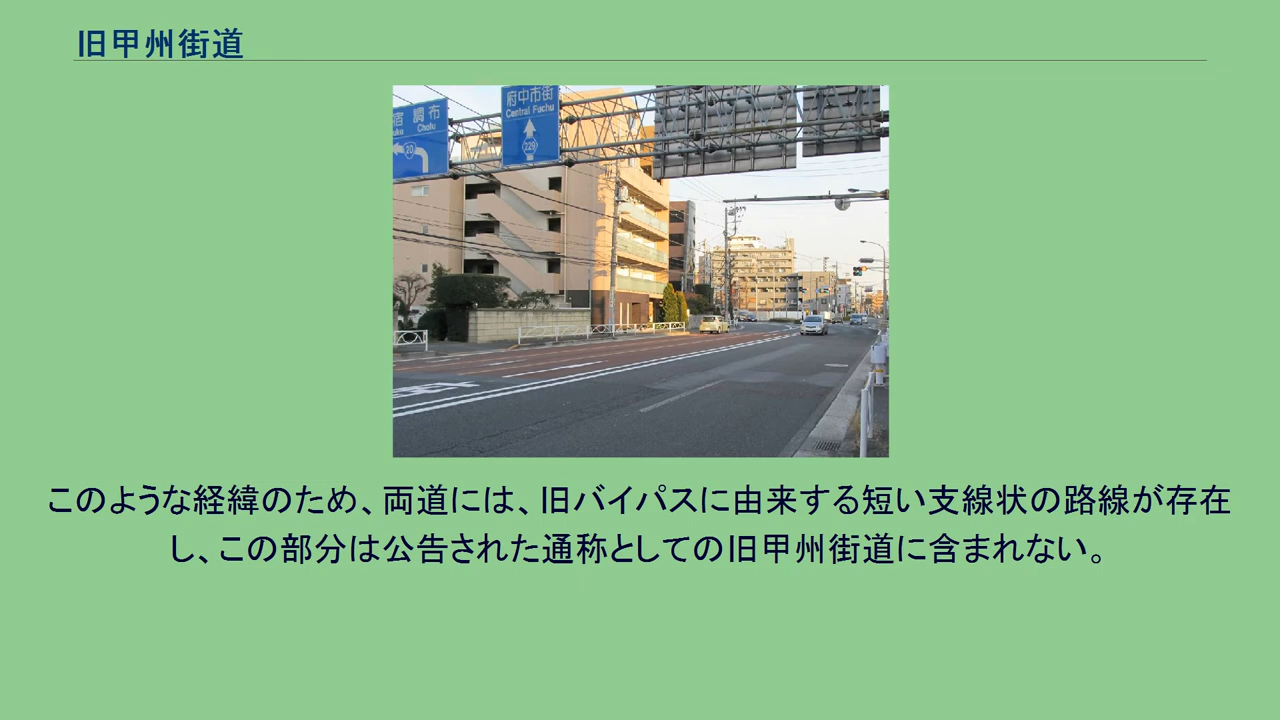 旧甲州街道
府中市街
Central Fuchu
宿 調布
uku Chofu
20
229
このような経緯のため、両道には、旧バイパスに由来する短い支線状の路線が存在
し、この部分は公告された通称としての旧甲州街道に含まれない。